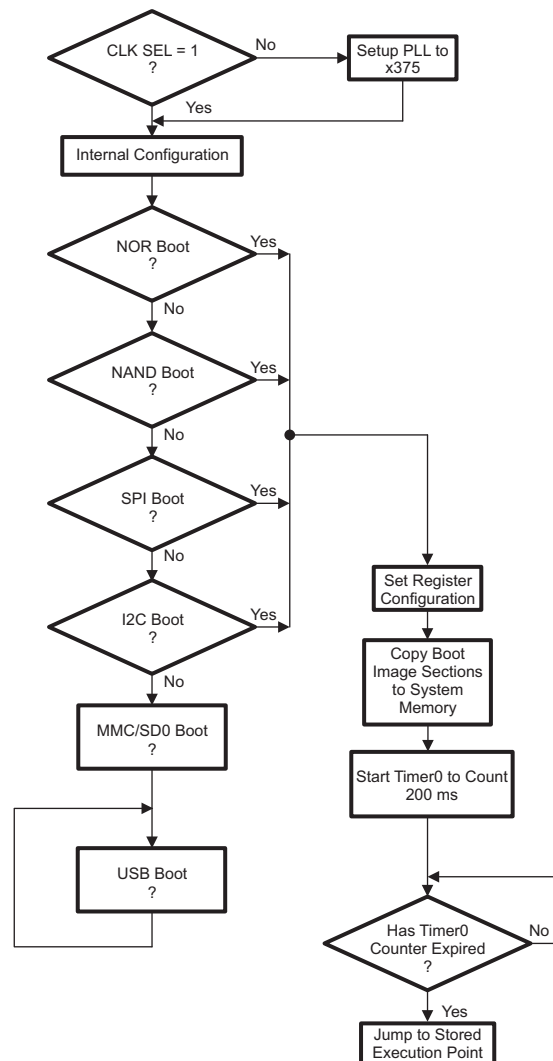 CLK SEL = 1
?
No
Setup PLL to
x375
Yes
Internal Configuration
NOR Boot
?
Yes
No
NAND Boot
?
Yes
No
SPI Boot
?
Yes
No
I2C Boot
?
Yes
No
MMC/SD0 Boot
?
USB Boot
?
Set Register
Configuration
Copy Boot
Image Sections
to System
Memory
Start Timer0 to Count
200 ms
Has Timer0
Counter Expired
?
No
Yes
Jump to Stored
Execution Point